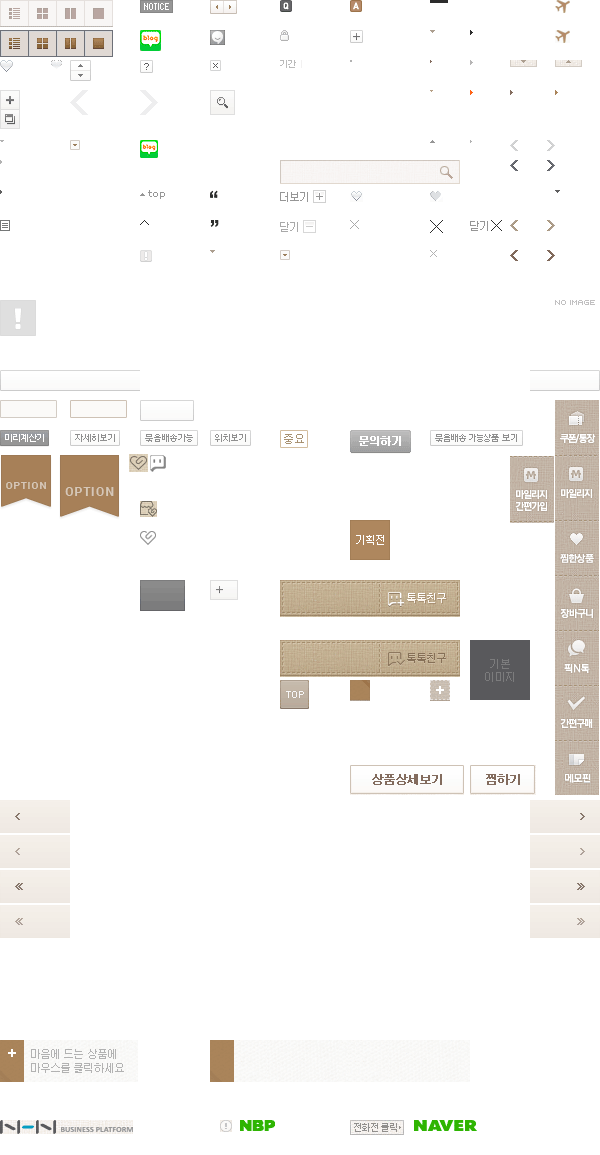 NOTICE
Q
A
blog
?
기간
blog
top
더보기
“
닫기
”
닫기
!
!
NO IMAGE
미리계산기
자세히보기
묶음배송가능
위치보기
중요
문의하기
묶음배송 가능상품 보기
쿠폰/통장
OPTION
OPTION
마일리지
간편가입
마일리지
기획전
찜한상품
장바구니
톡톡친구
톡톡친구
기본
이미지
픽N톡
TOP
간편구매
메모핀
상품상세보기
찜하기
마음에 드는 상품에
마우스를 클릭하세요
NHN BUSINESS PLATFORM
NBP
전화전 클릭
NAVER